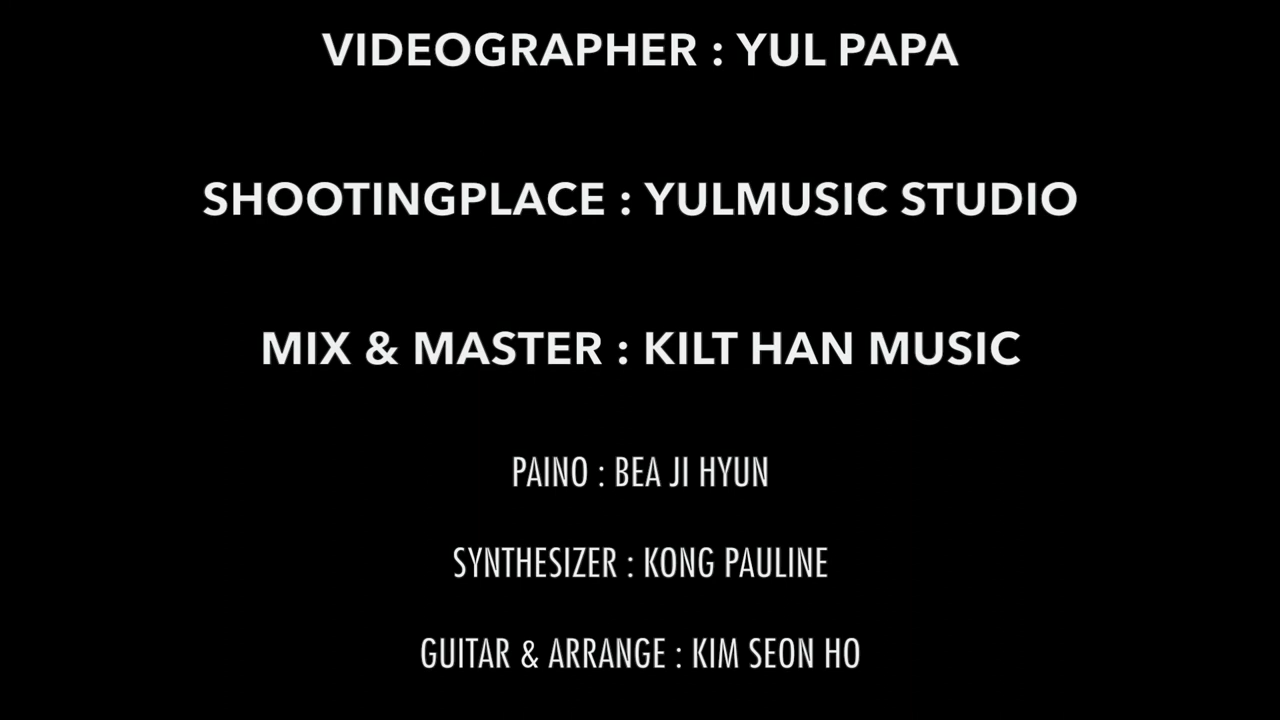 VIDEOGRAPHER : YUL PAPA
SHOOTINGPLACE : YULMUSIC STUDIO
MIX & MASTER : KILT HAN MUSIC
PAINO : BEA JI HYUN
SYNTHESIZER : KONG PAULINE
GUITAR & ARRANGE : KIM SEON HO